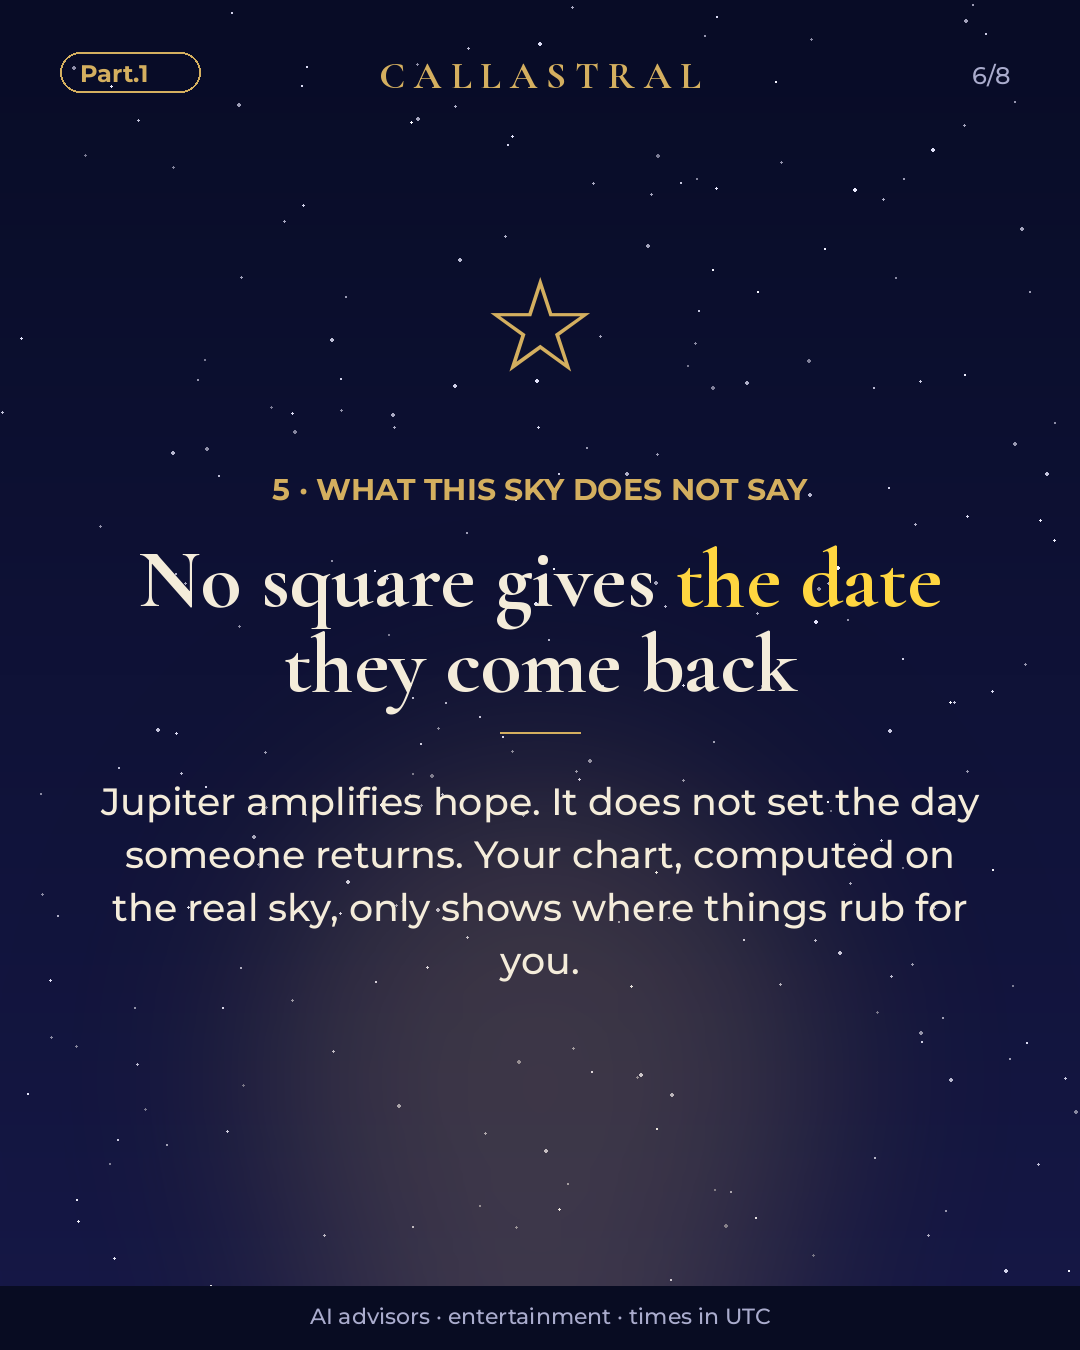 Part.1
CALLASTRAL
6/8
5 · WHAT THIS SKY DOES NOT SAY
No square gives the date
they come back
Jupiter amplifies hope. It does not set the day
someone returns. Your chart, computed on
the real sky, only shows where things rub for
you.
AI advisors · entertainment · times in UTC